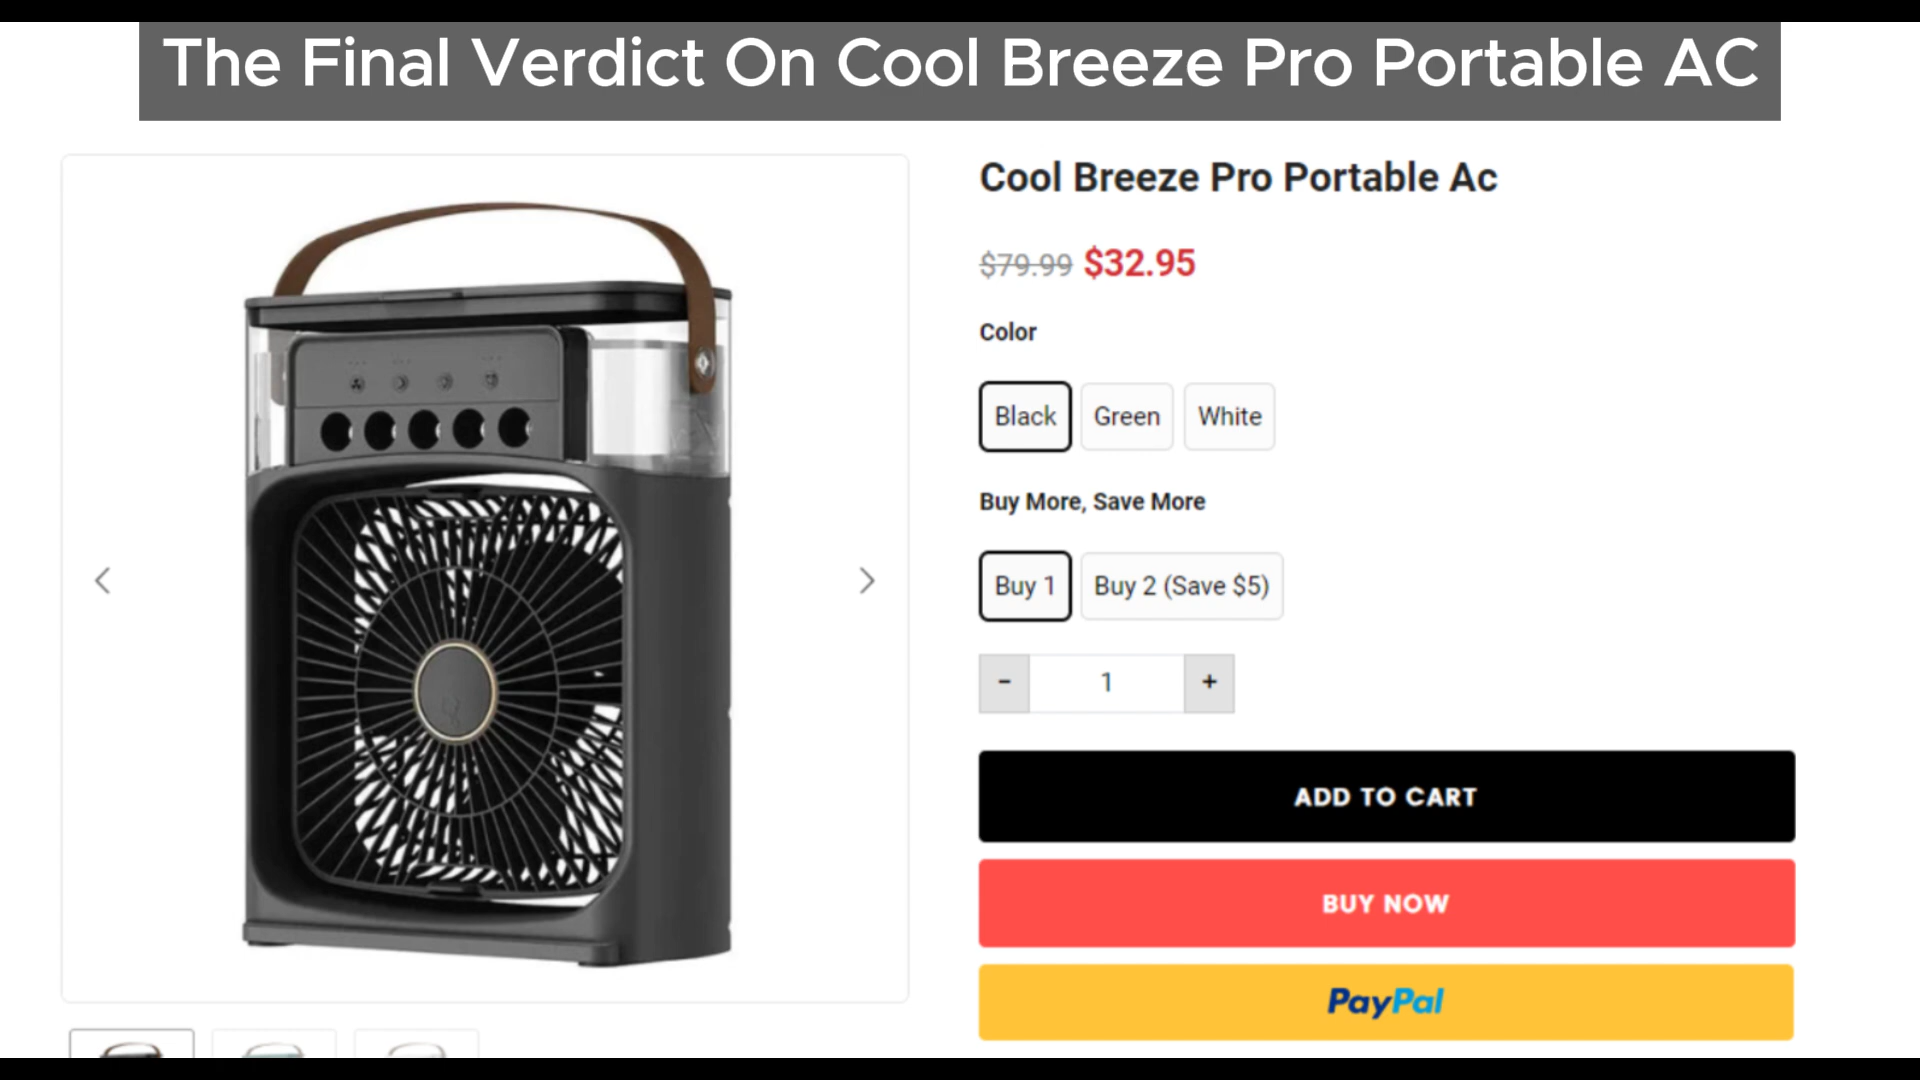 The Final Verdict On Cool Breeze Pro Portable AC
Cool Breeze Pro Portable Ac
$79.99 $32.95
Color
Black Green White
Buy More, Save More
Buy 1 Buy 2 (Save $5)
- 1 +
ADD TO CART
BUY NOW
PayPal